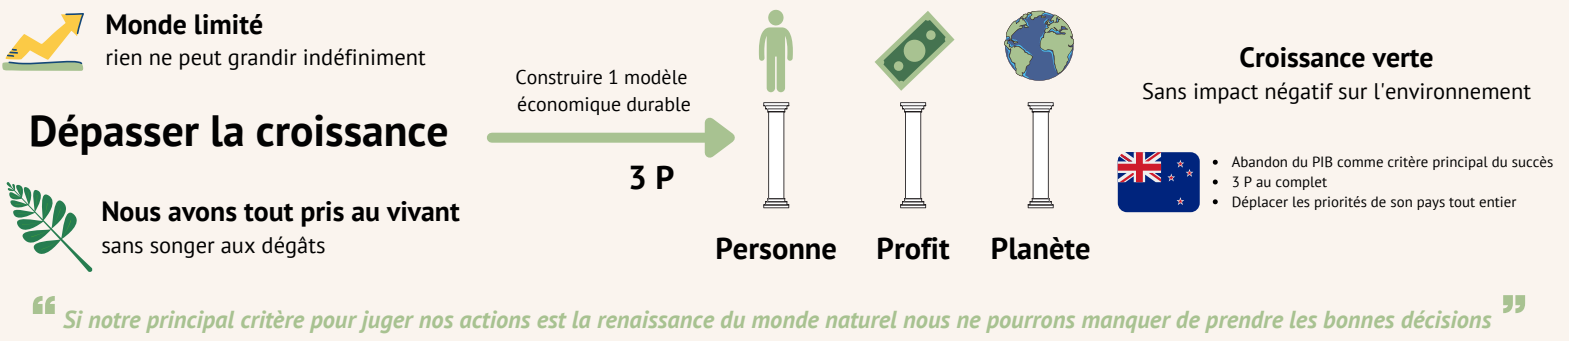 Monde limité
rien ne peut grandir indéfiniment
Dépasser la croissance
Nous avons tout pris au vivant
sans songer aux dégâts
Construire 1 modèle
économique durable
3 P
Personne
Profit
Planète
Croissance verte
Sans impact négatif sur l'environnement
• Abandon du PIB comme critère principal du succès
• 3 P au complet
• Déplacer les priorités de son pays tout entier
“ Si notre principal critère pour juger nos actions est la renaissance du monde naturel nous ne pourrons manquer de prendre les bonnes décisions ”